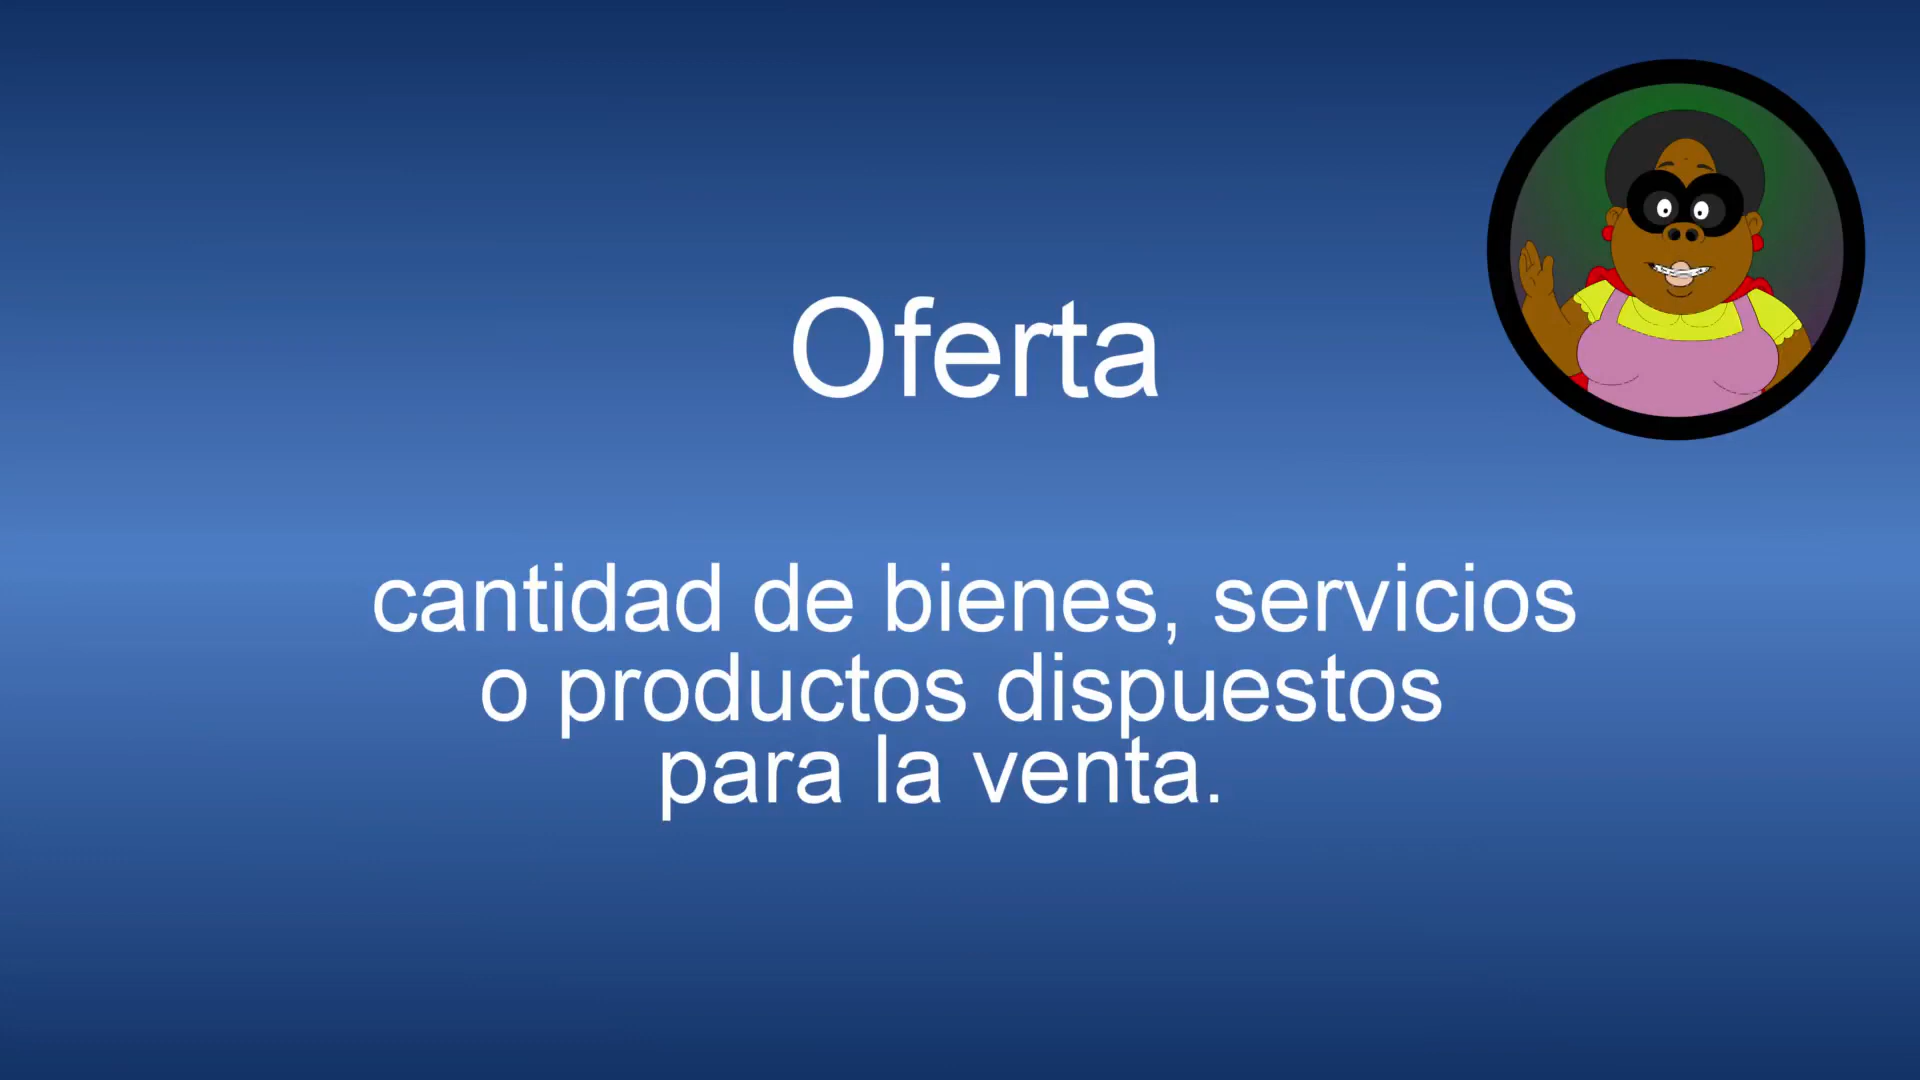 Oferta
cantidad de bienes, servicios
o productos dispuestos
para la venta.